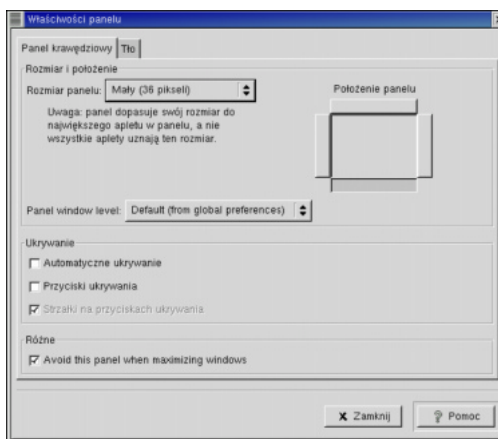 Właściwości panelu
Panel krawędziowy
Tło
Rozmiar i położenie
Rozmiar panelu:
Mały (36 pikseli)
Położenie panelu
Uwaga: panel dopasuje swój rozmiar do
największego apletu w panelu, a nie
wszystkie aplety uznają ten rozmiar.
Panel window level:
Default (from global preferences)
Ukrywanie
Automatyczne ukrywanie
Przyciski ukrywania
Strzałki na przyciskach ukrywania
Różne
Avoid this panel when maximizing windows
Zamknij
Pomoc